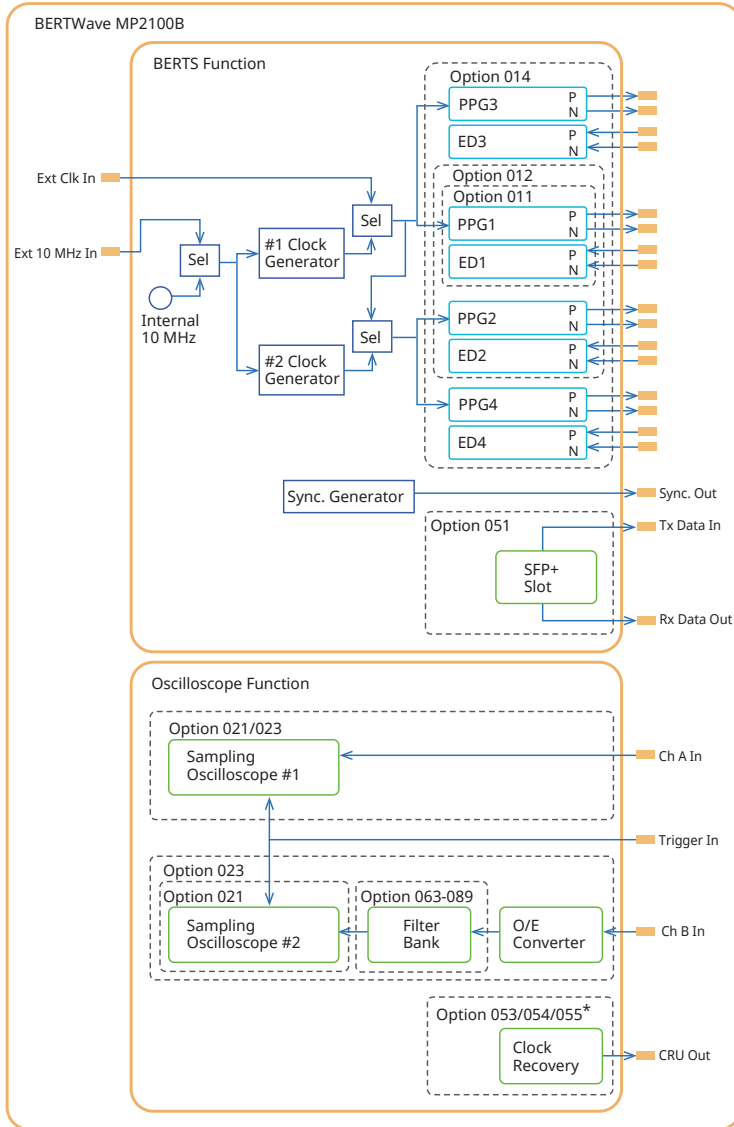 BERTWave MP2100B
BERTS Function
Option 014
PPG3
P
N
ED3
P
N
Option 012
Option 011
Ext Clk In
Sel
PPG1
P
N
Ext 10 MHz In
Sel
#1 Clock
Generator
ED1
P
N
Internal
10 MHz
Sel
PPG2
P
N
#2 Clock
Generator
ED2
P
N
PPG4
P
N
ED4
P
N
Sync. Generator
Sync. Out
Option 051
Tx Data In
SFP+
Slot
Rx Data Out
Oscilloscope Function
Option 021/023
Sampling
Oscilloscope #1
Ch A In
Trigger In
Option 023
Option 021
Option 063-089
Sampling
Oscilloscope #2
Filter
Bank
O/E
Converter
Ch B In
Option 053/054/055*
Clock
Recovery
CRU Out